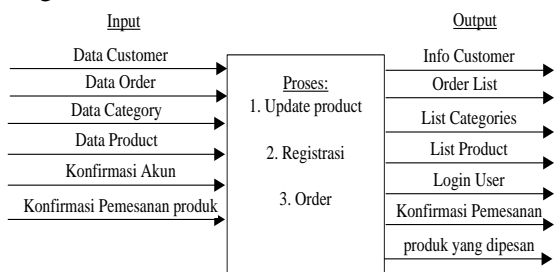 Input
Data Customer
Data Order
Data Category
Data Product
Konfirmasi Akun
Konfirmasi Pemesanan produk
Proses:
1. Update product
2. Registrasi
3. Order
Output
Info Customer
Order List
List Categories
List Product
Login User
Konfirmasi Pemesanan
produk yang dipesan